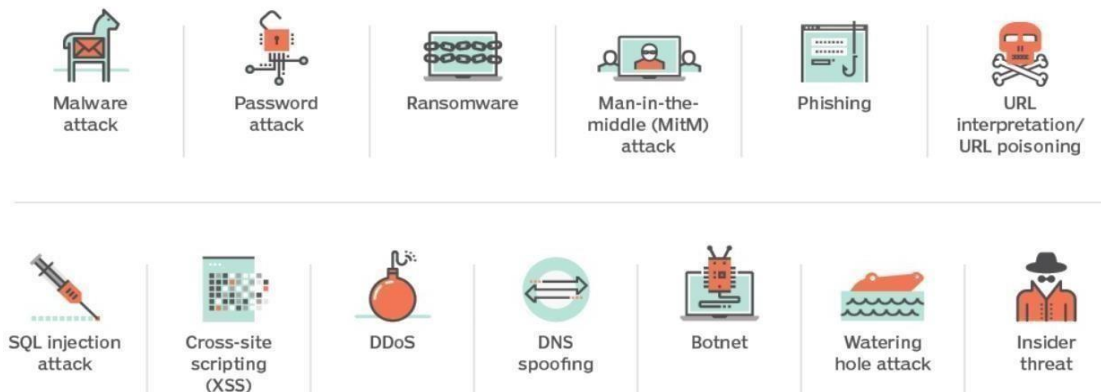 Malware
attack
Password
attack
Ransomware
Man-in-the-
middle (MitM)
attack
Phishing
URL
interpretation/
URL poisoning
SQL injection
attack
Cross-site
scripting
(XSS)
DDoS
DNS
spoofing
Botnet
Watering
hole attack
Insider
threat